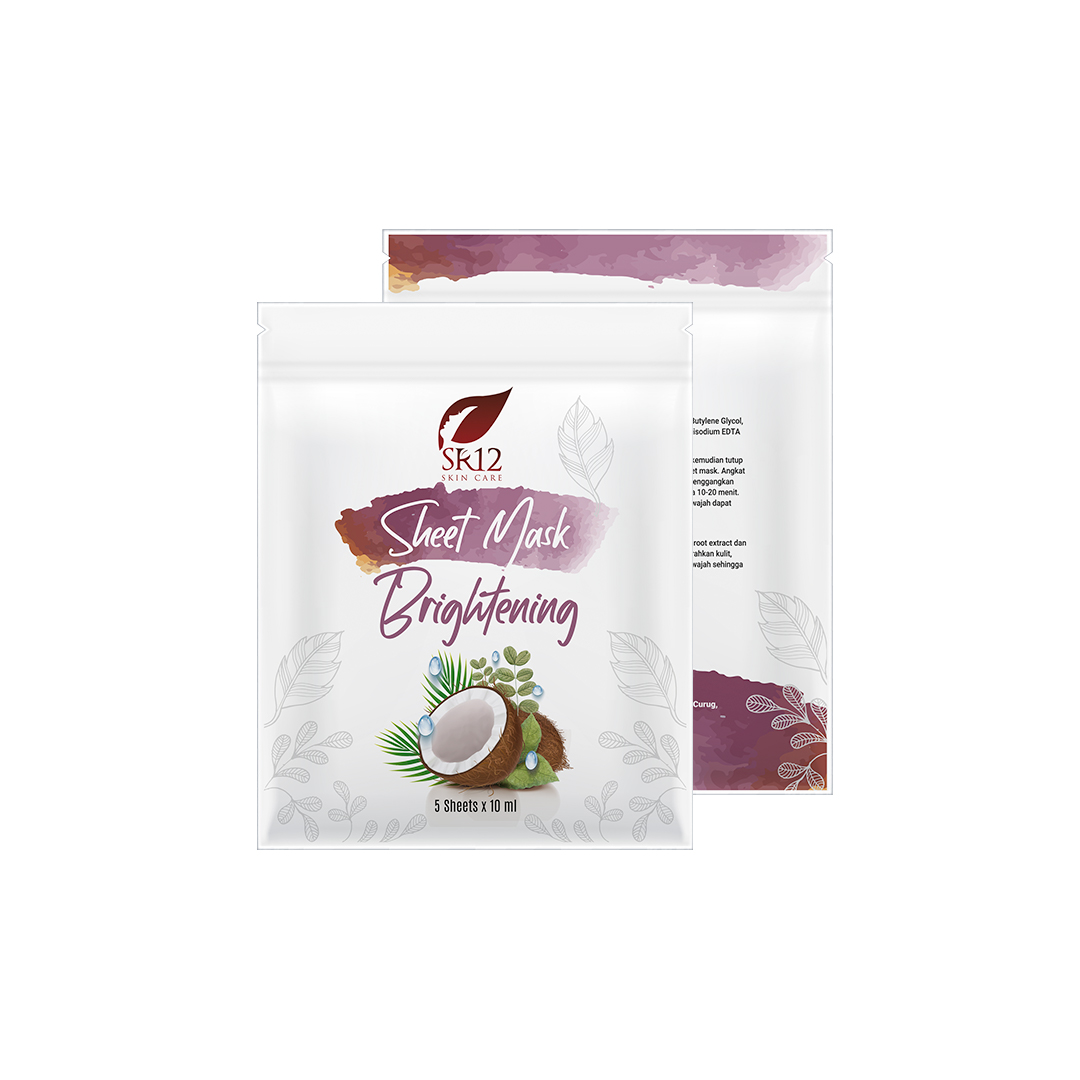 SR12
SKIN CARE
Sheet Mask
Brightening
5 Sheets x 10 ml
Butylene Glycol,
isodium EDTA
kemudian tutup
et mask. Angkat
enggangkan
a 10-20 menit.
wajah dapat
root extract dan
rahkan kulit,
wajah sehingga
Curug,